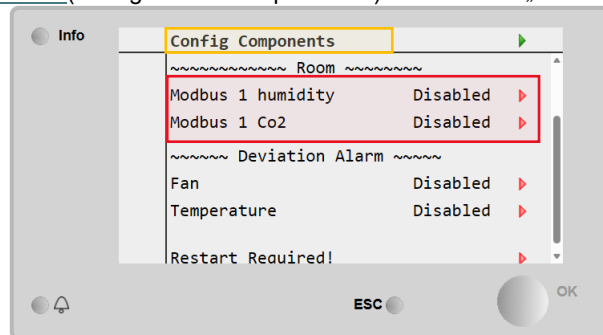 Info
Config Components
~~~~~~~~~~~~ Room ~~~~~~~~
Modbus 1 humidity Disabled
Modbus 1 Co2 Disabled
~~~~~~ Deviation Alarm ~~~~~
Fan Disabled
Temperature Disabled
Restart Required!
ESC
OK